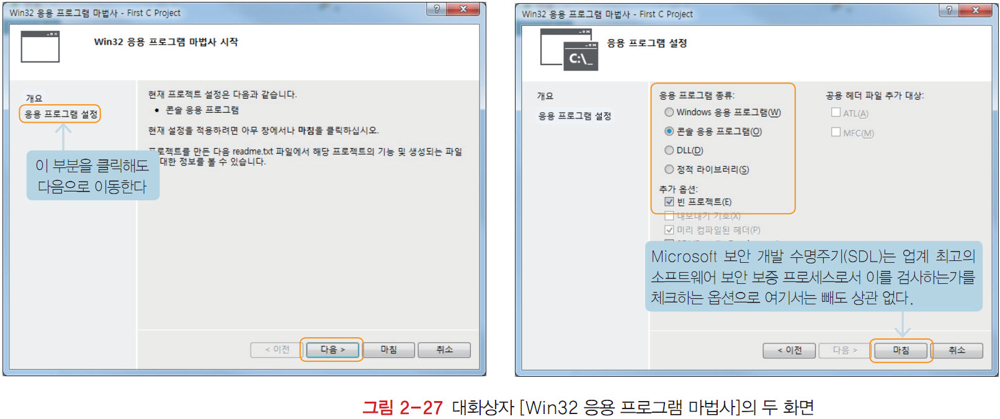 Win32 응용 프로그램 마법사 - First C Project
Win32 응용 프로그램 마법사 시작
개요
응용 프로그램 설정
이 부분을 클릭해도
다음으로 이동한다
현재 프로젝트 설정은 다음과 같습니다.
• 콘솔 응용 프로그램
현재 설정을 적용하려면 아무 창에서나 마침을 클릭하십시오.
프로젝트를 만든 다음 readme.txt 파일에서 해당 프로젝트의 기능 및 생성되는 파일
대한 정보를 볼 수 있습니다.
< 이전
다음 >
마침
취소
Win32 응용 프로그램 마법사 - First C Project
C:\_
응용 프로그램 설정
개요
응용 프로그램 설정
응용 프로그램 종류:
Windows 응용 프로그램(W)
콘솔 응용 프로그램(O)
DLL(D)
정적 라이브러리(S)
추가 옵션:
빈 프로젝트(E)
내보내기 기호(X)
미리 컴파일된 헤더(P)
공용 헤더 파일 추가 대상:
ATL(A)
MFC(M)
Microsoft 보안 개발 수명주기(SDL)는 업계 최고의
소프트웨어 보안 보증 프로세스로서 이를 검사하는가를
체크하는 옵션으로 여기서는 빼도 상관 없다.
< 이전
다음 >
마침
취소
그림 2-27 대화상자 [Win32 응용 프로그램 마법사]의 두 화면